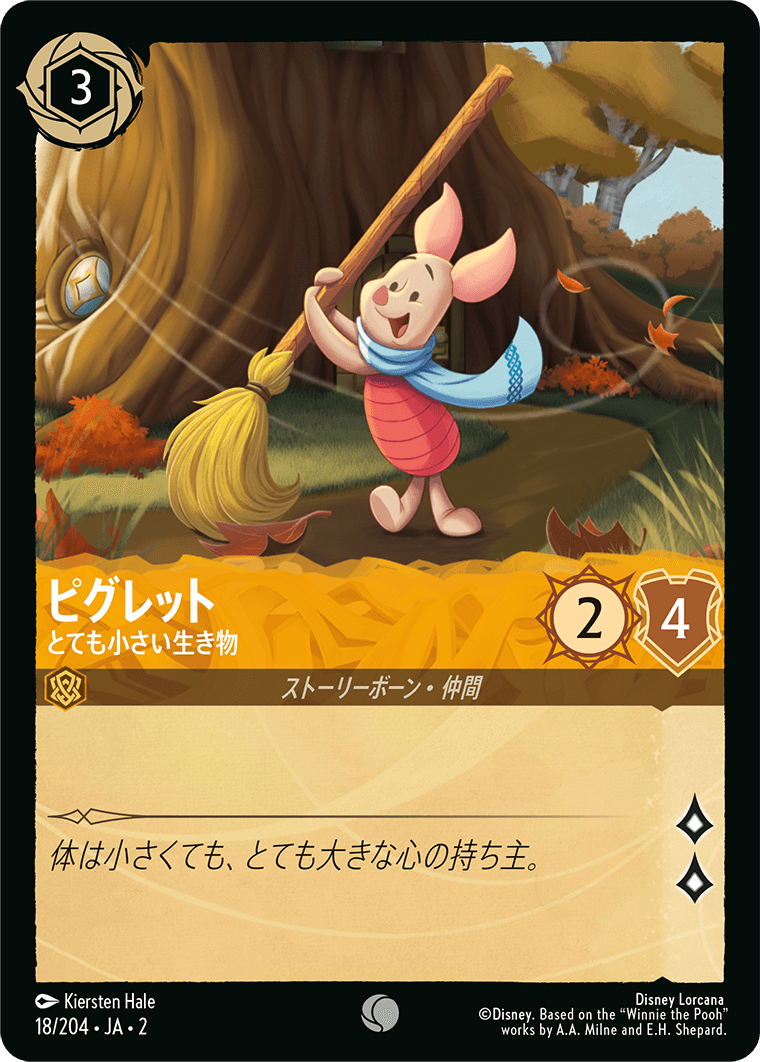 3
ピグレット
とても小さい生き物
2
4
ストーリーボーン・仲間
体は小さくても、とても大きな心の持ち主。
Kiersten Hale
18/204・JA・2
Disney Lorcana
©Disney. Based on the “Winnie the Pooh”
works by A.A. Milne and E.H. Shepard.